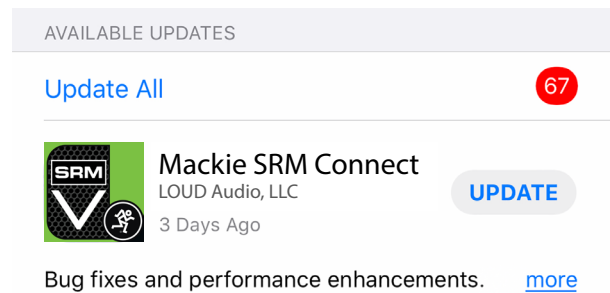 AVAILABLE UPDATES
Update All
67
SRM
Mackie SRM Connect
LOUD Audio, LLC
UPDATE
3 Days Ago
Bug fixes and performance enhancements. more